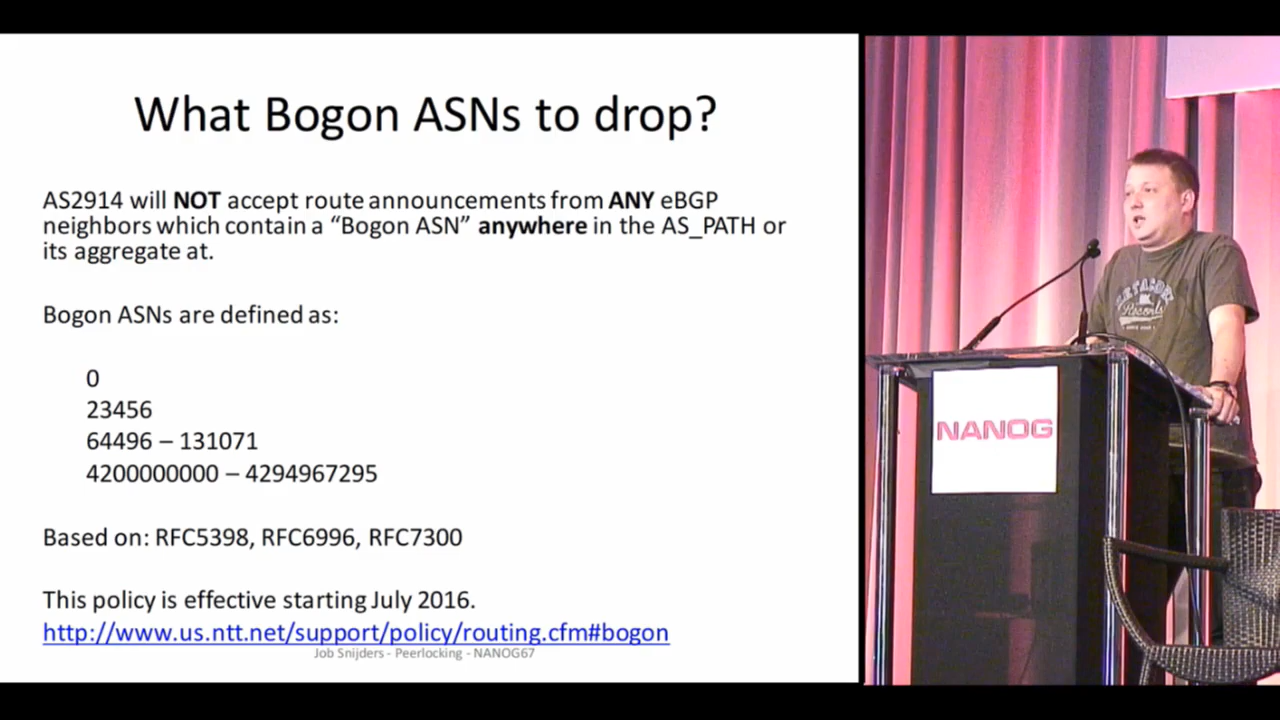 What Bogon ASNs to drop?
AS2914 will NOT accept route announcements from ANY eBGP
neighbors which contain a “Bogon ASN” anywhere in the AS_PATH or
its aggregate at.
Bogon ASNs are defined as:
0
23456
64496 – 131071
4200000000 – 4294967295
Based on: RFC5398, RFC6996, RFC7300
This policy is effective starting July 2016.
http://www.us.ntt.net/support/policy/routing.cfm#bogon
Job Snijders - Peerlocking - NANOG67
NANOG
Records